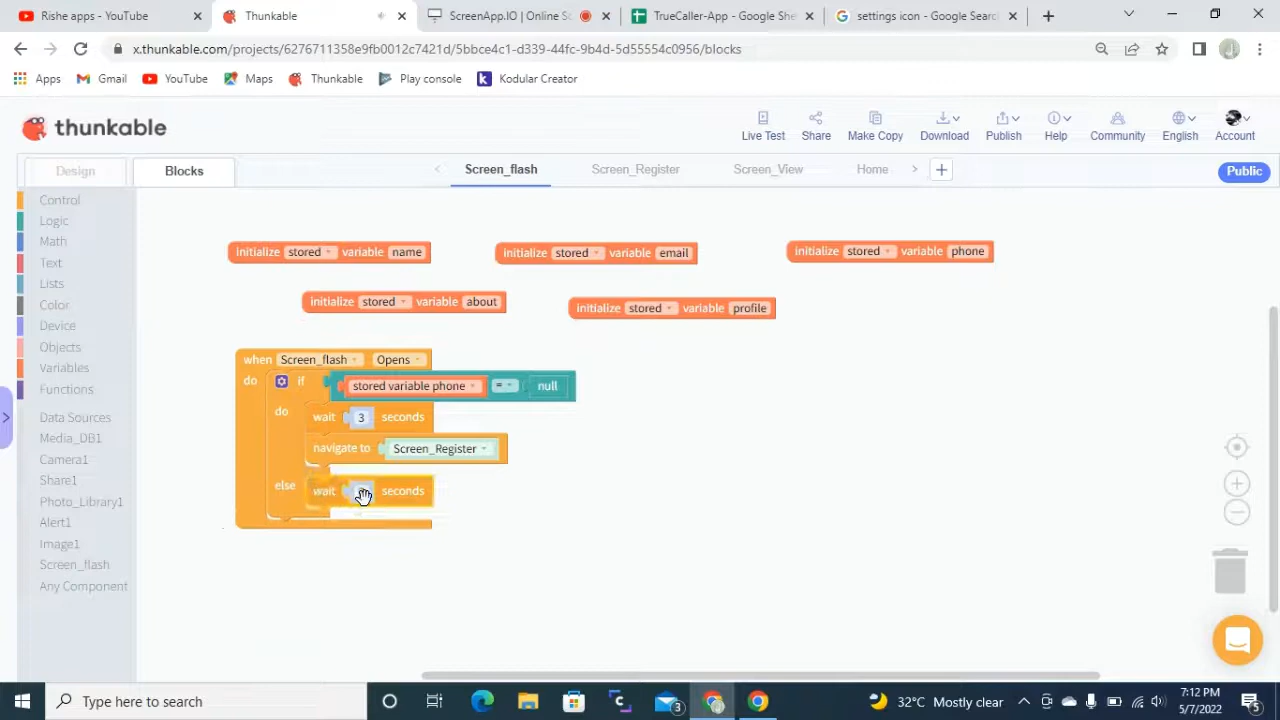 Rishe apps - YouTube
Thunkable
ScreenApp.IO | Online S
TrueCaller-App - Google She
settings icon - Google Searc
x.thunkable.com/projects/6276711358e9fb0012c7421d/5bbce4c1-d339-44fc-9b4d-5d55554c0956/blocks
Apps
Gmail
YouTube
Maps
Thunkable
Play console
Kodular Creator
thunkable
Live Test
Share
Make Copy
Download
Publish
Help
Community
English
Account
Design
Blocks
Screen_flash
Screen_Register
Screen_View
Home
Public
Control
Logic
Math
Text
Lists
Color
Device
Objects
Variables
Functions
Data Sources
Media_DB1
Camera1
Share1
Photo_Library1
Alert1
Image1
Screen_flash
Any Component
initialize stored variable name
initialize stored variable email
initialize stored variable phone
initialize stored variable about
initialize stored variable profile
when Screen_flash Opens
do if stored variable phone = null
do wait 3 seconds
navigate to Screen_Register
else wait seconds
Type here to search
3
32°C Mostly clear
7:12 PM
5/7/2022
5